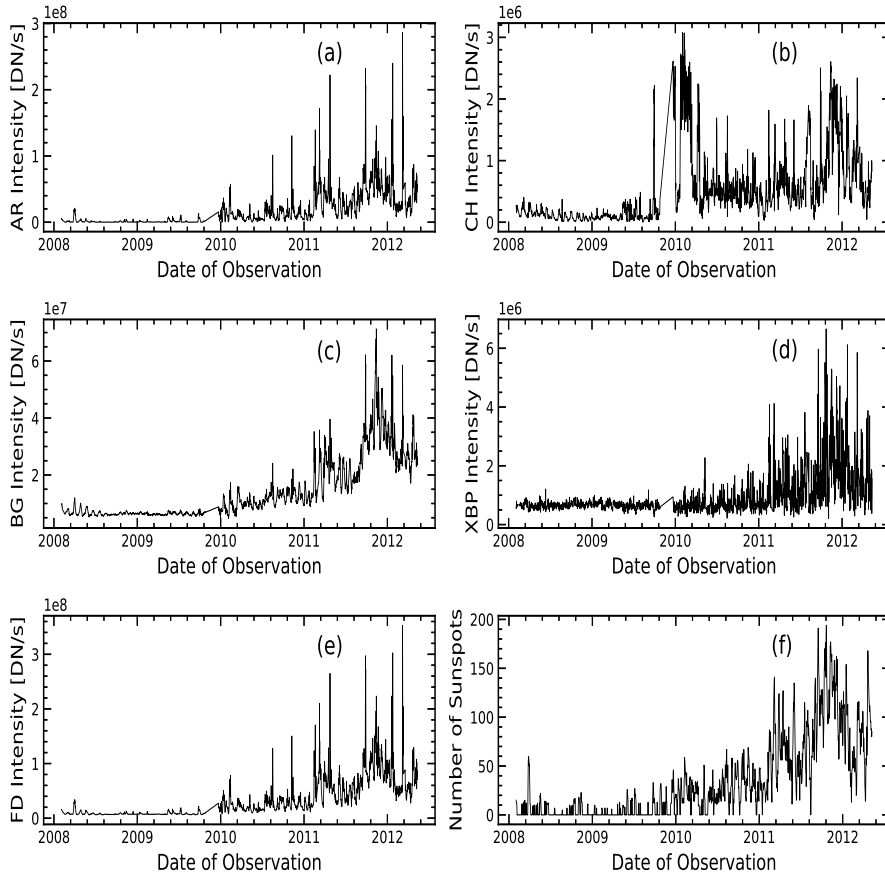 1e8
3
2
1
0
AR Intensity [DN/s]
(a)
2008 2009 2010 2011 2012
Date of Observation
1e6
3
2
1
0
CH Intensity [DN/s]
(b)
2008 2009 2010 2011 2012
Date of Observation
1e7
6
4
2
BG Intensity [DN/s]
(c)
2008 2009 2010 2011 2012
Date of Observation
1e6
6
4
2
0
XBP Intensity [DN/s]
(d)
2008 2009 2010 2011 2012
Date of Observation
1e8
3
2
1
0
FD Intensity [DN/s]
(e)
2008 2009 2010 2011 2012
Date of Observation
200
150
100
50
0
Number of Sunspots
(f)
2008 2009 2010 2011 2012
Date of Observation